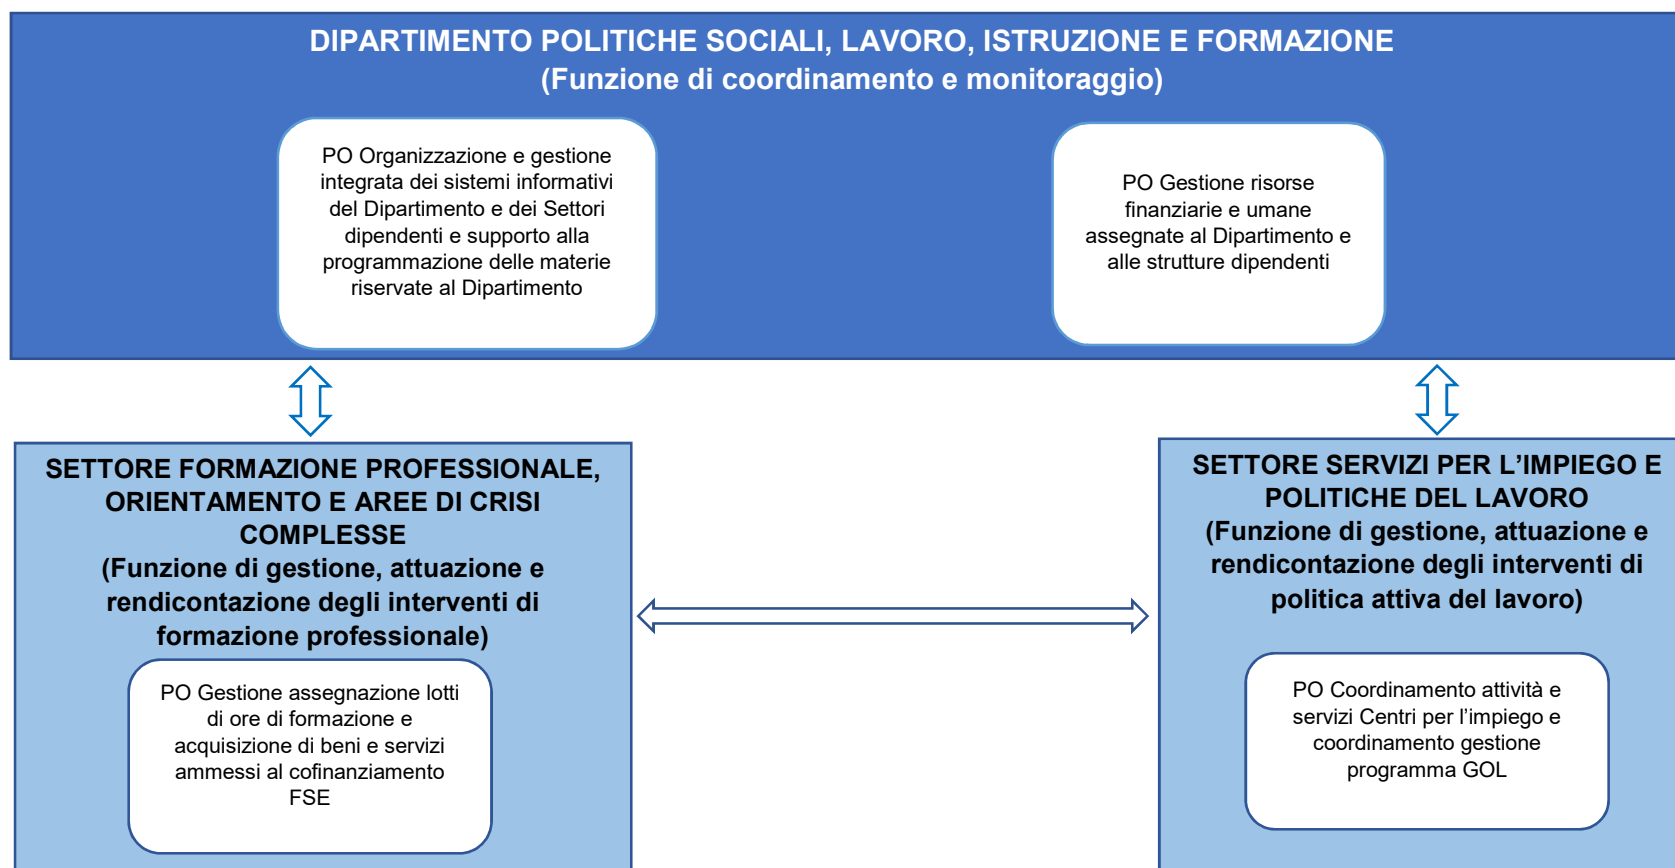 DIPARTIMENTO POLITICHE SOCIALI, LAVORO, ISTRUZIONE E FORMAZIONE
(Funzione di coordinamento e monitoraggio)
PO Organizzazione e gestione
integrata dei sistemi informativi
del Dipartimento e dei Settori
dipendenti e supporto alla
programmazione delle materie
riservate al Dipartimento
PO Gestione risorse
finanziarie e umane
assegnate al Dipartimento e
alle strutture dipendenti
SETTORE FORMAZIONE PROFESSIONALE,
ORIENTAMENTO E AREE DI CRISI
COMPLESSE
(Funzione di gestione, attuazione e
rendicontazione degli interventi di
formazione professionale)
PO Gestione assegnazione lotti
di ore di formazione e
acquisizione di beni e servizi
ammessi al cofinanziamento
FSE
SETTORE SERVIZI PER L’IMPIEGO E
POLITICHE DEL LAVORO
(Funzione di gestione, attuazione e
rendicontazione degli interventi di
politica attiva del lavoro)
PO Coordinamento attività e
servizi Centri per l’impiego e
coordinamento gestione
programma GOL